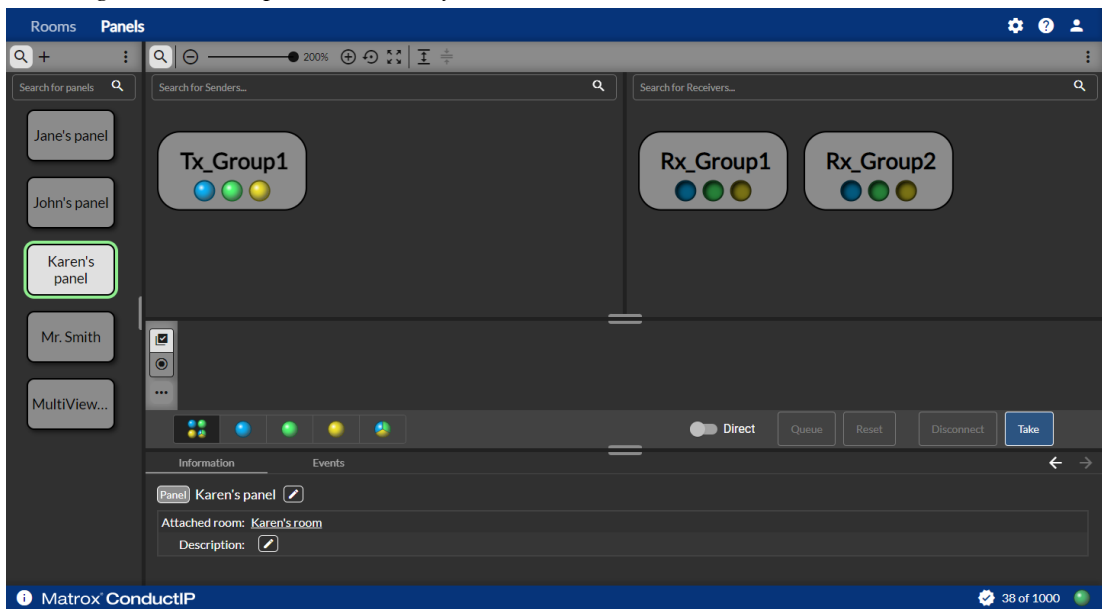 Rooms Panels
200%
Search for panels
Search for Senders...
Search for Receivers...
Jane's panel
John's panel
Karen's
panel
Mr. Smith
MultiView...
Tx_Group1
Rx_Group1
Rx_Group2
Direct
Queue
Reset
Disconnect
Take
Information
Events
Panel Karen's panel
Attached room: Karen's room
Description:
Matrox® ConductIP
38 of 1000